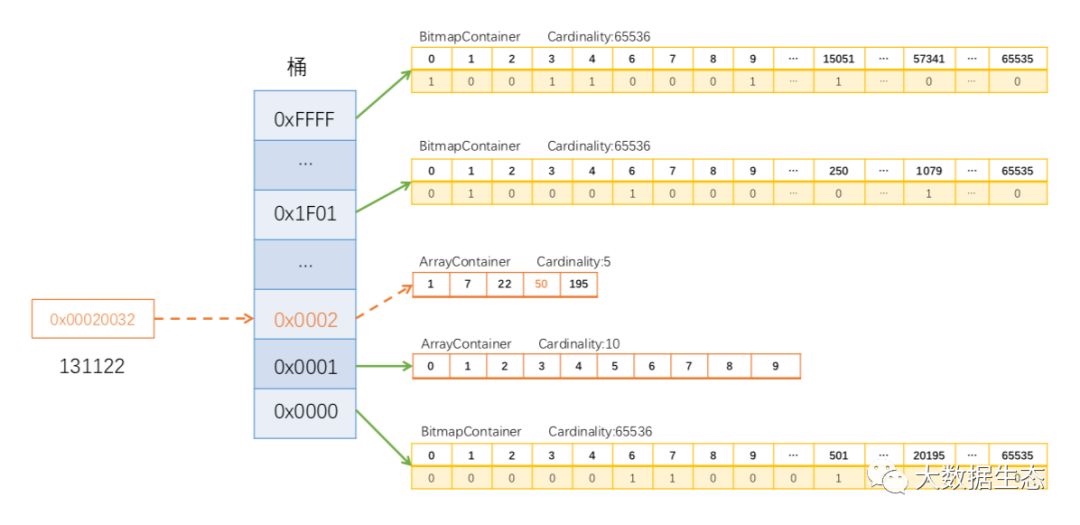 BitmapContainer Cardinality:65536
0 1 2 3 4 6 7 8 9 ... 15051 ... 57341 ... 65535
1 0 0 1 1 0 0 0 1 ... 1 ... 0 ... 0
桶
0xFFFF
...
BitmapContainer Cardinality:65536
0 1 2 3 4 6 7 8 9 ... 250 ... 1079 ... 65535
0 1 0 0 0 1 0 0 0 ... 0 ... 1 ... 0
0x1F01
...
ArrayContainer Cardinality:5
1 7 22 50 195
0x00020032
0x0002
131122
ArrayContainer Cardinality:10
0 1 2 3 4 5 6 7 8 9
0x0001
0x0000
BitmapContainer Cardinality:65536
0 1 2 3 4 6 7 8 9 ... 501 ... 20195 ... 65535
0 0 0 0 0 1 1 0 0 0 1 0
大数据生态